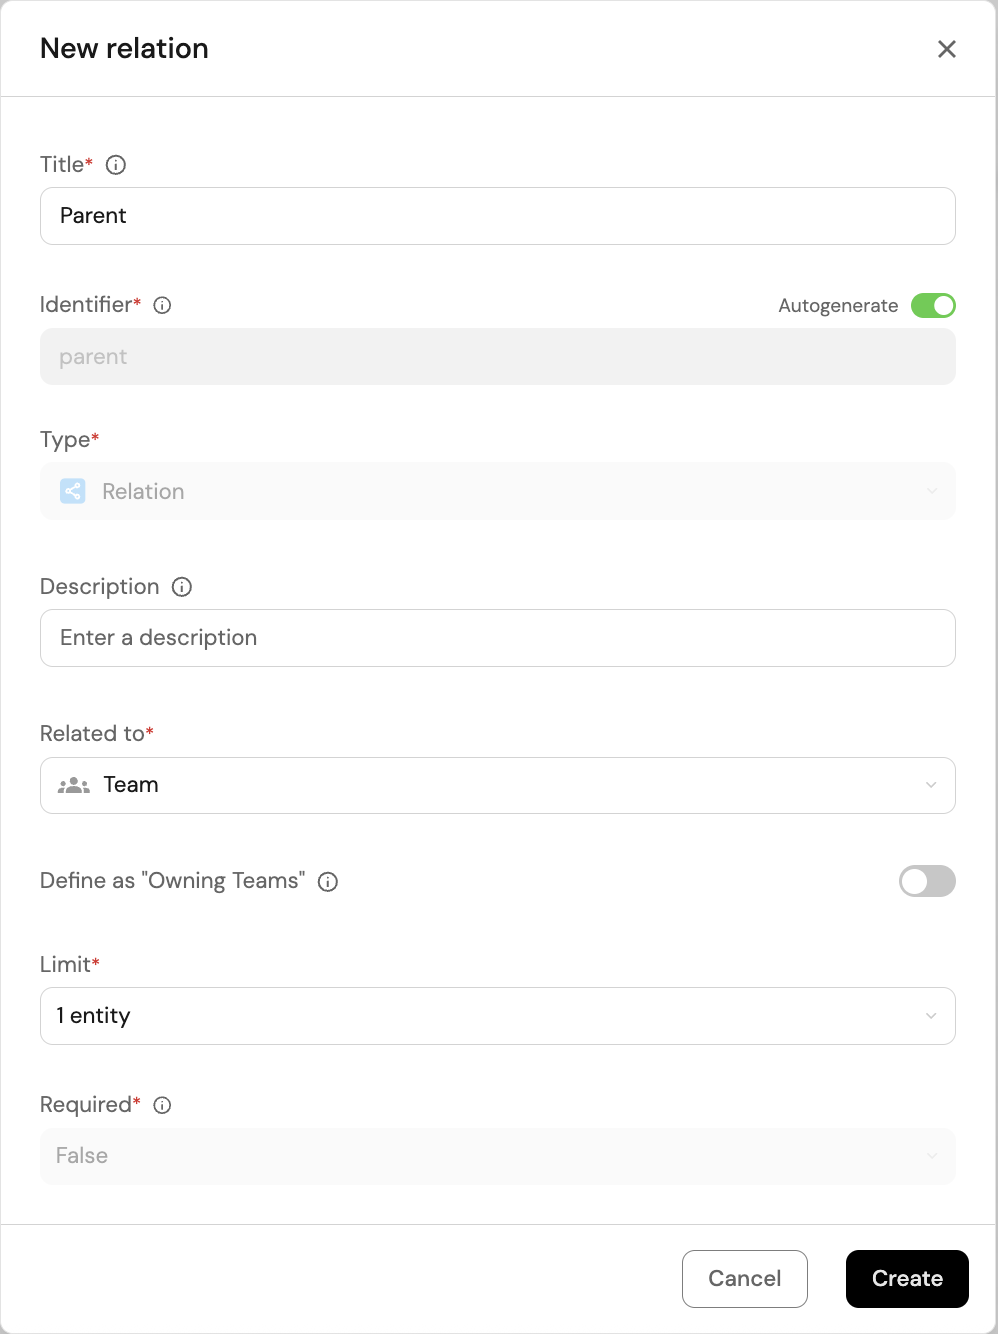 New relation
Title*
Parent
Identifier*
Autogenerate
parent
Type*
Relation
Description
Enter a description
Related to*
Team
Define as "Owning Teams"
Limit*
1 entity
Required*
False
Cancel
Create